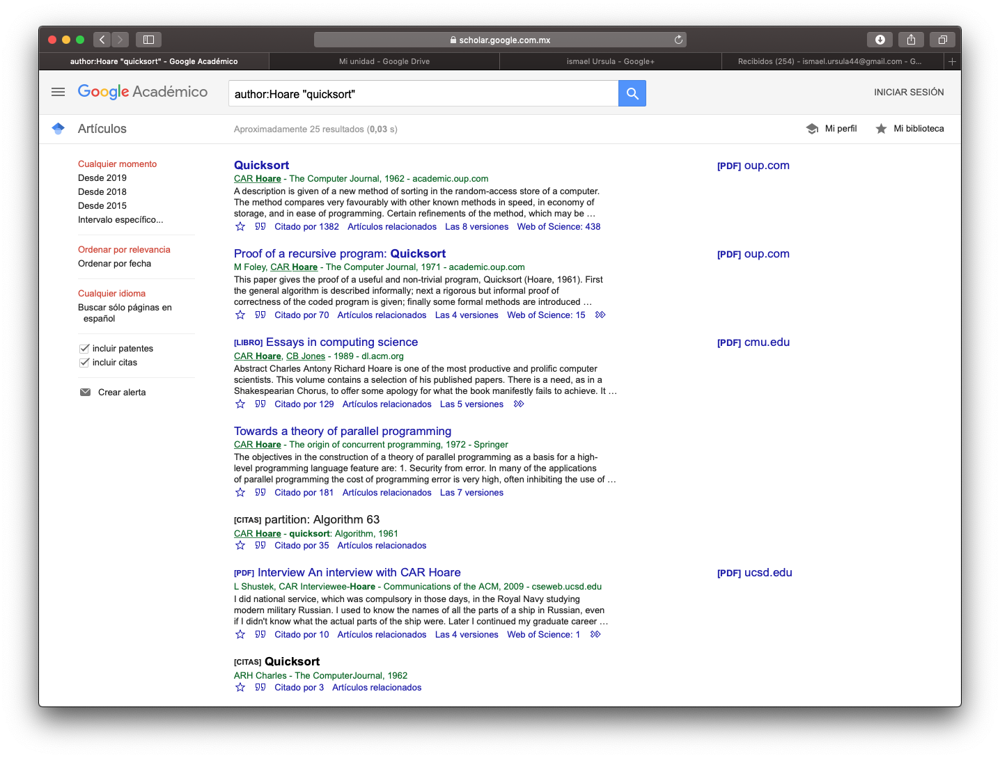 scholar.google.com.mx
author:Hoare "quicksort" - Google Académico
Mi unidad - Google Drive
ismael Ursula - Google+
Recibidos (254) - ismael.ursula44@gmail.com - G...
Google Académico
author:Hoare "quicksort"
INICIAR SESIÓN
Artículos
Aproximadamente 25 resultados (0,03 s)
Mi perfil
Mi biblioteca
Cualquier momento
Desde 2019
Desde 2018
Desde 2015
Intervalo específico...
Ordenar por relevancia
Ordenar por fecha
Cualquier idioma
Buscar sólo páginas en
español
incluir patentes
incluir citas
Crear alerta
Quicksort
CAR Hoare - The Computer Journal, 1962 - academic.oup.com
A description is given of a new method of sorting in the random-access store of a computer.
The method compares very favourably with other known methods in speed, in economy of
storage, and in ease of programming. Certain refinements of the method, which may be …
Citado por 1382 Artículos relacionados Las 8 versiones Web of Science: 438
[PDF] oup.com
Proof of a recursive program: Quicksort
M Foley, CAR Hoare - The Computer Journal, 1971 - academic.oup.com
This paper gives the proof of a useful and non-trivial program, Quicksort (Hoare, 1961). First
the general algorithm is described informally; next a rigorous but informal proof of
correctness of the coded program is given; finally some formal methods are introduced …
Citado por 70 Artículos relacionados Las 4 versiones Web of Science: 15
[PDF] oup.com
[LIBRO] Essays in computing science
CAR Hoare, CB Jones - 1989 - dl.acm.org
Abstract Charles Antony Richard Hoare is one of the most productive and prolific computer
scientists. This volume contains a selection of his published papers. There is a need, as in a
Shakespearian Chorus, to offer some apology for what the book manifestly fails to achieve. It …
Citado por 129 Artículos relacionados Las 5 versiones
[PDF] cmu.edu
Towards a theory of parallel programming
CAR Hoare - The origin of concurrent programming, 1972 - Springer
The objectives in the construction of a theory of parallel programming as a basis for a high-
level programming language feature are: 1. Security from error. In many of the applications
of parallel programming the cost of programming error is very high, often inhibiting the use of …
Citado por 181 Artículos relacionados Las 7 versiones
[CITAS] partition: Algorithm 63
CAR Hoare - quicksort: Algorithm, 1961
Citado por 35 Artículos relacionados
[PDF] Interview An interview with CAR Hoare
L Shustek, CAR Interviewee-Hoare - Communications of the ACM, 2009 - cseweb.ucsd.edu
I did national service, which was compulsory in those days, in the Royal Navy studying
modern military Russian. I used to know the names of all the parts of a ship in Russian, even
if I didn't know what the actual parts of the ship were. Later I continued my graduate career …
Citado por 10 Artículos relacionados Las 4 versiones Web of Science: 1
[PDF] ucsd.edu
[CITAS] Quicksort
ARH Charles - The ComputerJournal, 1962
Citado por 3 Artículos relacionados